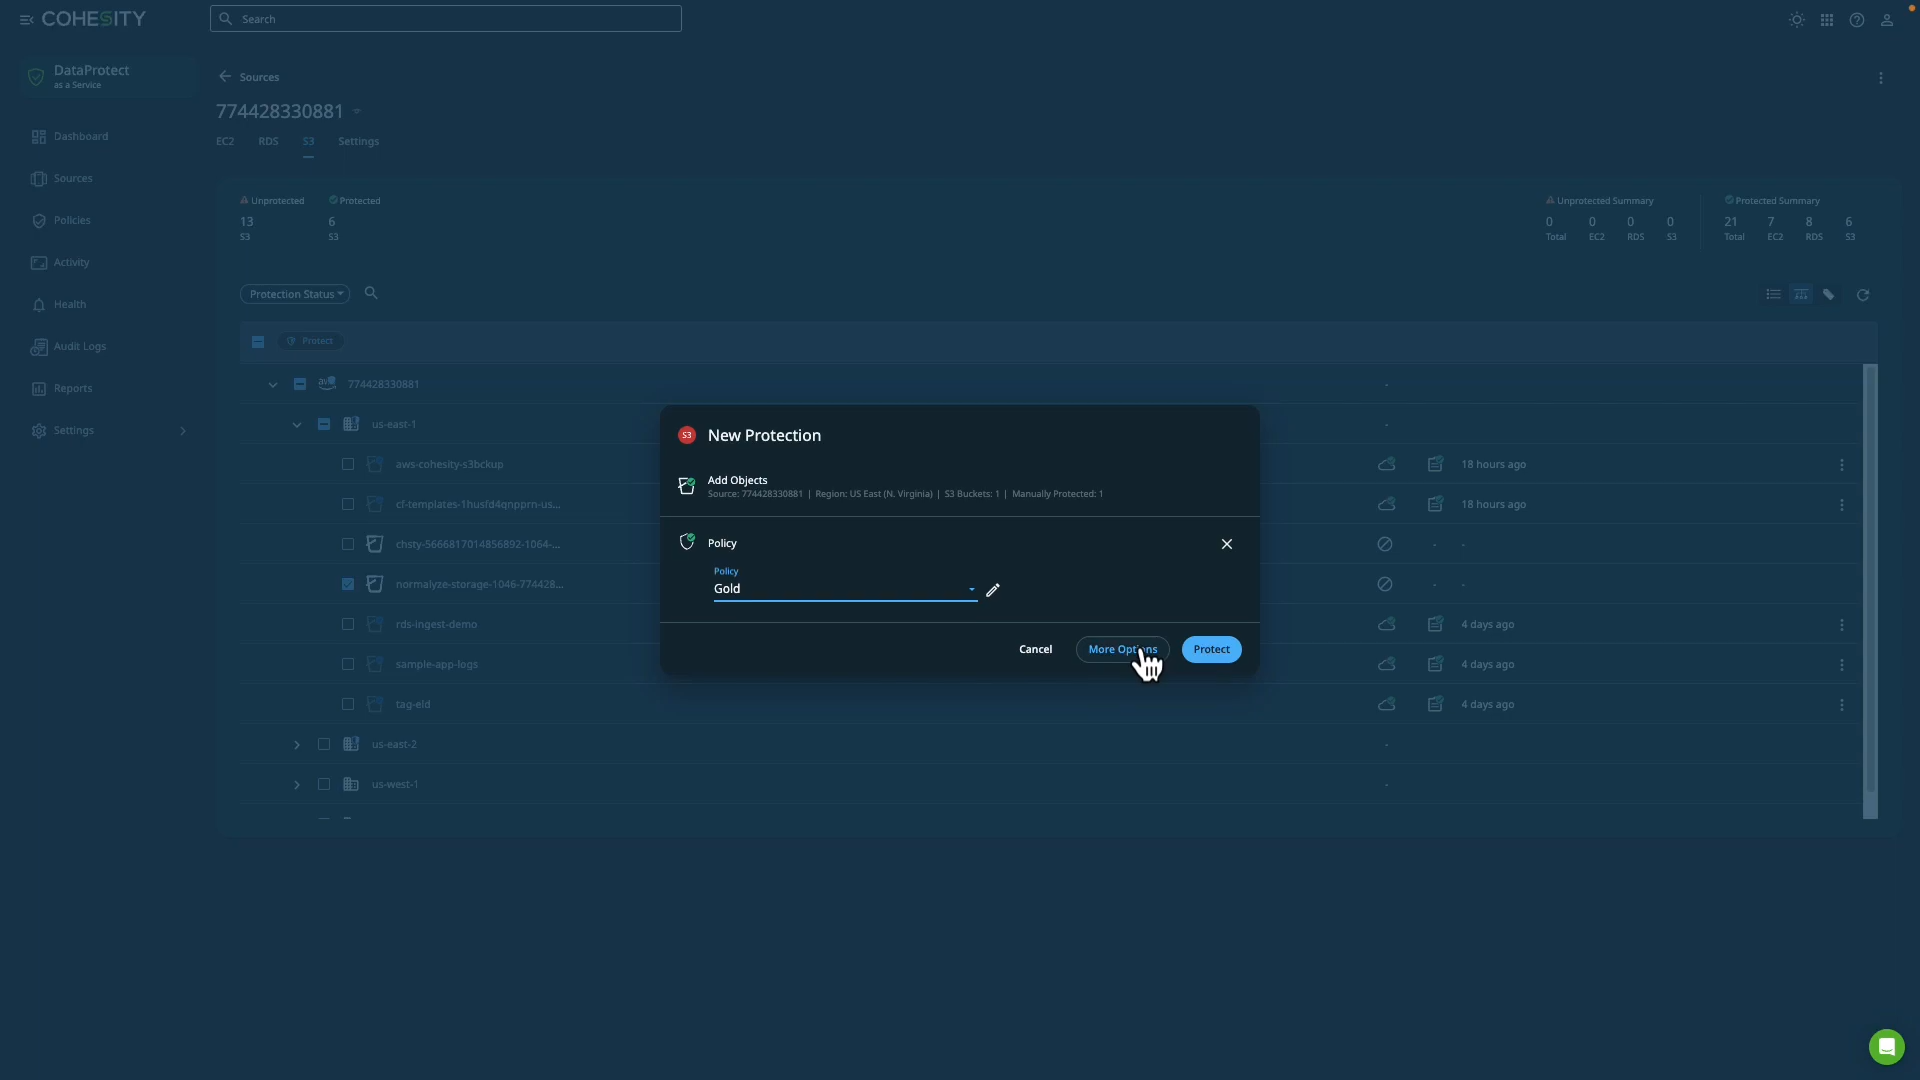 COHESITY
Search
DataProtect
as a Service
Sources
774428330881
EC2 RDS S3 Settings
Dashboard
Sources
Policies
Activity
Health
Audit Logs
Reports
Settings
Unprotected Protected
13 6
S3 S3
Unprotected Summary Protected Summary
0 0 0 0 21 7 8 6
Total EC2 RDS S3 Total EC2 RDS S3
Protection Status
Protect
aws 774428330881 -
us-east-1 -
aws-cohesity-s3bckup 18 hours ago
cf-templates-1husfd4qnpprn-us... 18 hours ago
chsty-5666817014856892-1064-... - -
normalyze-storage-1046-774428... - -
rds-ingest-demo 4 days ago
sample-app-logs 4 days ago
tag-eld 4 days ago
us-east-2 -
us-west-1 -
S3 New Protection
Add Objects
Source: 774428330881 | Region: US East (N. Virginia) | S3 Buckets: 1 | Manually Protected: 1
Policy
Policy
Gold
Cancel More Options Protect